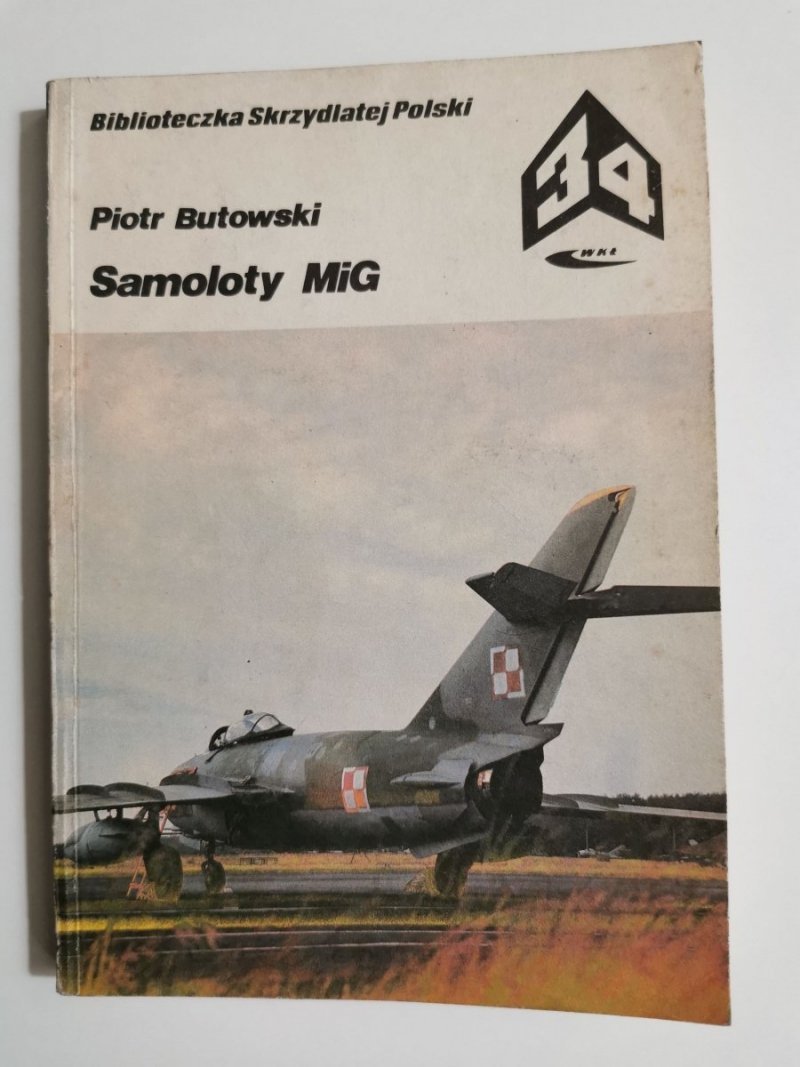 Biblioteczka Skrzydlatej Polski
34
WKŁ
Piotr Butowski
Samoloty MiG